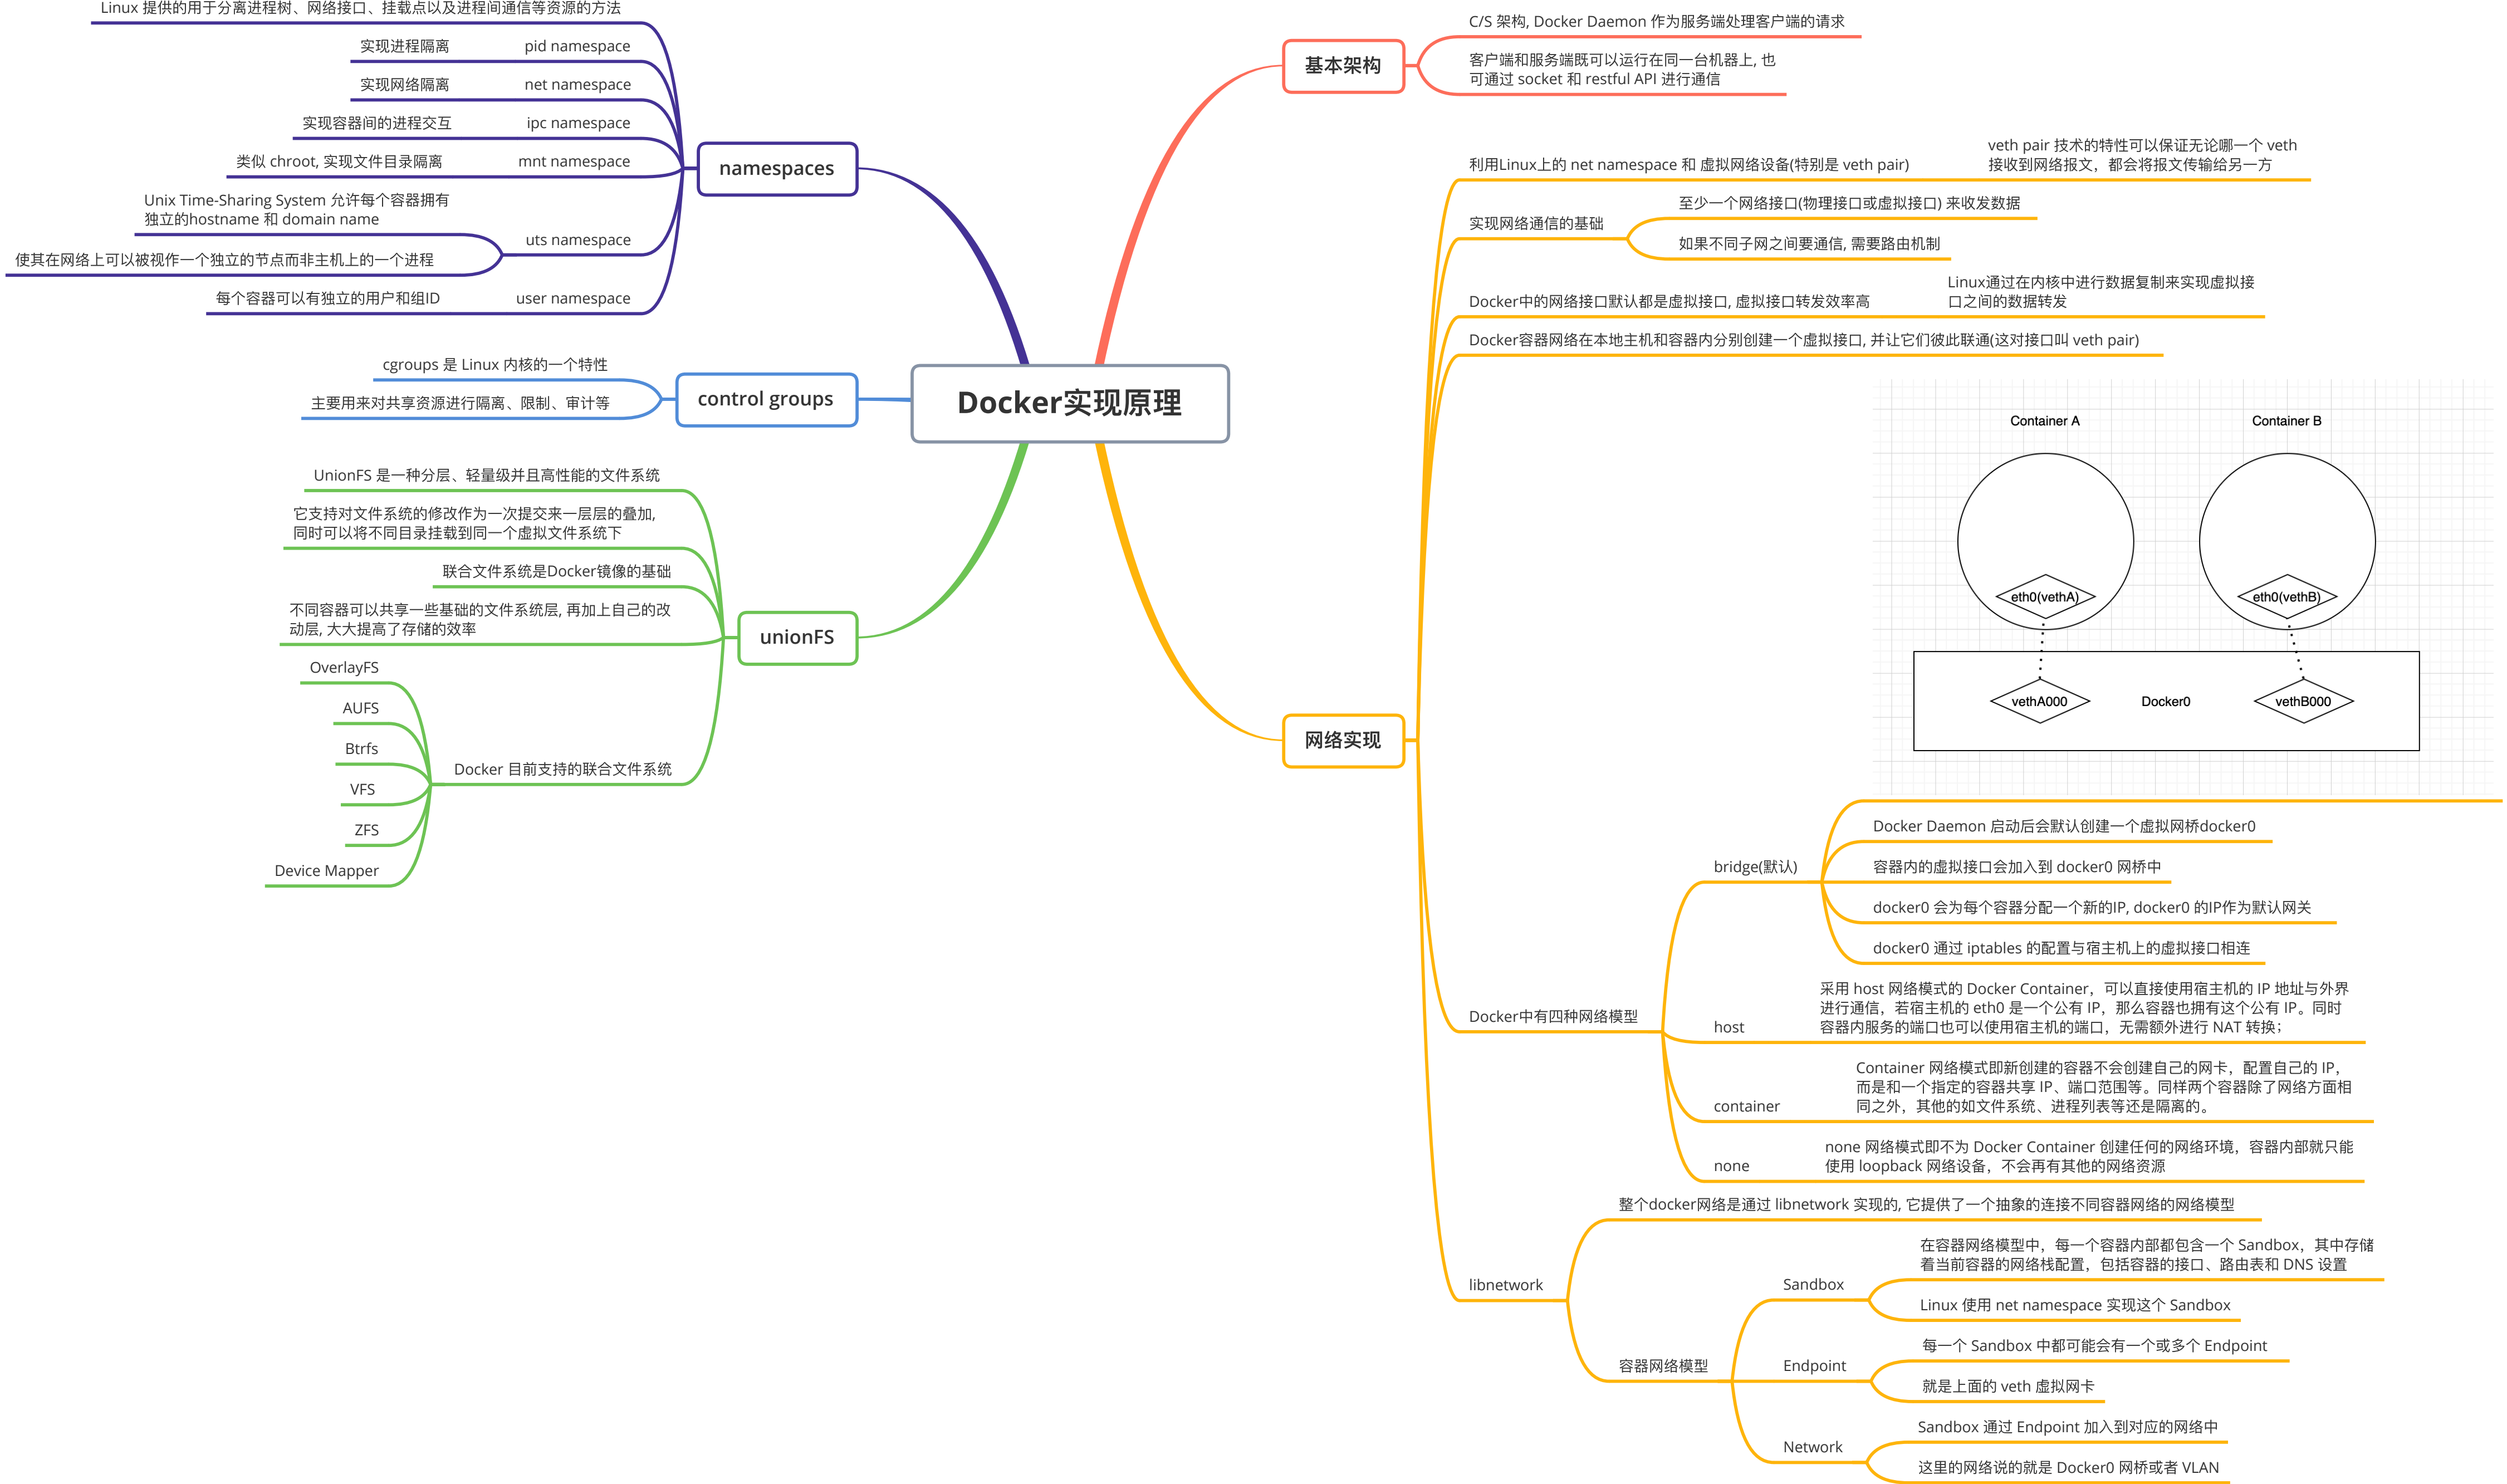 Docker实现原理
基本架构
C/S 架构, Docker Daemon 作为服务端处理客户端的请求
客户端和服务端既可以运行在同一台机器上, 也
可通过 socket 和 restful API 进行通信
网络实现
利用Linux上的 net namespace 和 虚拟网络设备(特别是 veth pair)
veth pair 技术的特性可以保证无论哪一个 veth
接收到网络报文，都会将报文传输给另一方
实现网络通信的基础
至少一个网络接口(物理接口或虚拟接口) 来收发数据
如果不同子网之间要通信, 需要路由机制
Docker中的网络接口默认都是虚拟接口, 虚拟接口转发效率高
Linux通过在内核中进行数据复制来实现虚拟接
口之间的数据转发
Docker容器网络在本地主机和容器内分别创建一个虚拟接口, 并让它们彼此联通(这对接口叫 veth pair)
Docker中有四种网络模型
bridge(默认)
Container A
Container B
eth0(vethA)
eth0(vethB)
vethA000
Docker0
vethB000
Docker Daemon 启动后会默认创建一个虚拟网桥docker0
容器内的虚拟接口会加入到 docker0 网桥中
docker0 会为每个容器分配一个新的IP, docker0 的IP作为默认网关
docker0 通过 iptables 的配置与宿主机上的虚拟接口相连
host
采用 host 网络模式的 Docker Container，可以直接使用宿主机的 IP 地址与外界
进行通信，若宿主机的 eth0 是一个公有 IP，那么容器也拥有这个公有 IP。同时
容器内服务的端口也可以使用宿主机的端口，无需额外进行 NAT 转换；
container
Container 网络模式即新创建的容器不会创建自己的网卡，配置自己的 IP，
而是和一个指定的容器共享 IP、端口范围等。同样两个容器除了网络方面相
同之外，其他的如文件系统、进程列表等还是隔离的。
none
none 网络模式即不为 Docker Container 创建任何的网络环境，容器内部就只能
使用 loopback 网络设备，不会再有其他的网络资源
libnetwork
整个docker网络是通过 libnetwork 实现的, 它提供了一个抽象的连接不同容器网络的网络模型
容器网络模型
Sandbox
在容器网络模型中，每一个容器内部都包含一个 Sandbox，其中存储
着当前容器的网络栈配置，包括容器的接口、路由表和 DNS 设置
Linux 使用 net namespace 实现这个 Sandbox
Endpoint
每一个 Sandbox 中都可能会有一个或多个 Endpoint
就是上面的 veth 虚拟网卡
Network
Sandbox 通过 Endpoint 加入到对应的网络中
这里的网络说的就是 Docker0 网桥或者 VLAN
namespaces
Linux 提供的用于分离进程树、网络接口、挂载点以及进程间通信等资源的方法
pid namespace
实现进程隔离
net namespace
实现网络隔离
ipc namespace
实现容器间的进程交互
mnt namespace
类似 chroot, 实现文件目录隔离
uts namespace
Unix Time-Sharing System 允许每个容器拥有
独立的hostname 和 domain name
使其在网络上可以被视作一个独立的节点而非主机上的一个进程
user namespace
每个容器可以有独立的用户和组ID
control groups
cgroups 是 Linux 内核的一个特性
主要用来对共享资源进行隔离、限制、审计等
unionFS
UnionFS 是一种分层、轻量级并且高性能的文件系统
它支持对文件系统的修改作为一次提交来一层层的叠加,
同时可以将不同目录挂载到同一个虚拟文件系统下
联合文件系统是Docker镜像的基础
不同容器可以共享一些基础的文件系统层, 再加上自己的改
动层, 大大提高了存储的效率
Docker 目前支持的联合文件系统
OverlayFS
AUFS
Btrfs
VFS
ZFS
Device Mapper